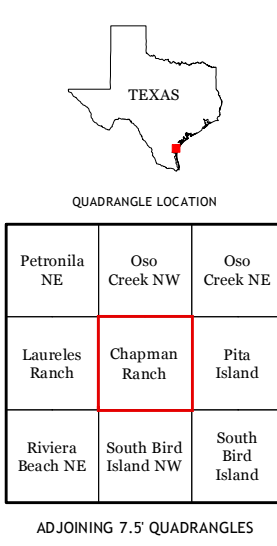 TEXAS
QUADRANGLE LOCATION
Petronila
NE
Oso
Creek NW
Oso
Creek NE
Laureles
Ranch
Chapman
Ranch
Pita
Island
Riviera
Beach NE
South Bird
Island NW
South
Bird
Island
ADJOINING 7.5' QUADRANGLES